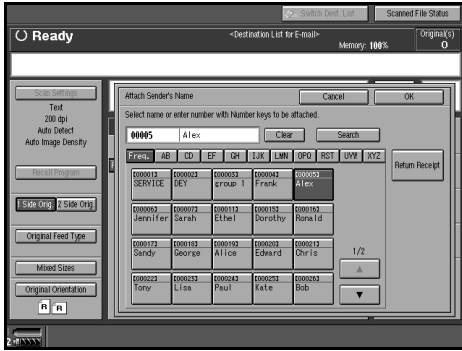 Switch Dest. List Scanned File Status
Ready <Destination List for E-mail> Original(s)
Memory: 100% 0
Scan Settings
Text
200 dpi
Auto Detect
Auto Image Density
Recall Program
1 Side Orig. 2 Side Orig.
Original Feed Type
Mixed Sizes
Original Orientation
R R
2
Attach Sender's Name Cancel OK
Select name or enter number with Number keys to be attached.
00005 Alex Clear Search
Freq. AB CD EF GH IJK LMN OPQ RST UVW XYZ
Return Receipt
[00001] [00002] [00003] [00004] [00005]
SERVICE DEY group 1 Frank Alex
[00006] [00007] [00011] [00015] [00016]
Jennifer Sarah Ethel Dorothy Ronald
[00017] [00018] [00019] [00020] [00021]
Sandy George Alice Edward Chris
1/2
[00022] [00023] [00024] [00025] [00026]
Tony Lisa Paul Kate Bob